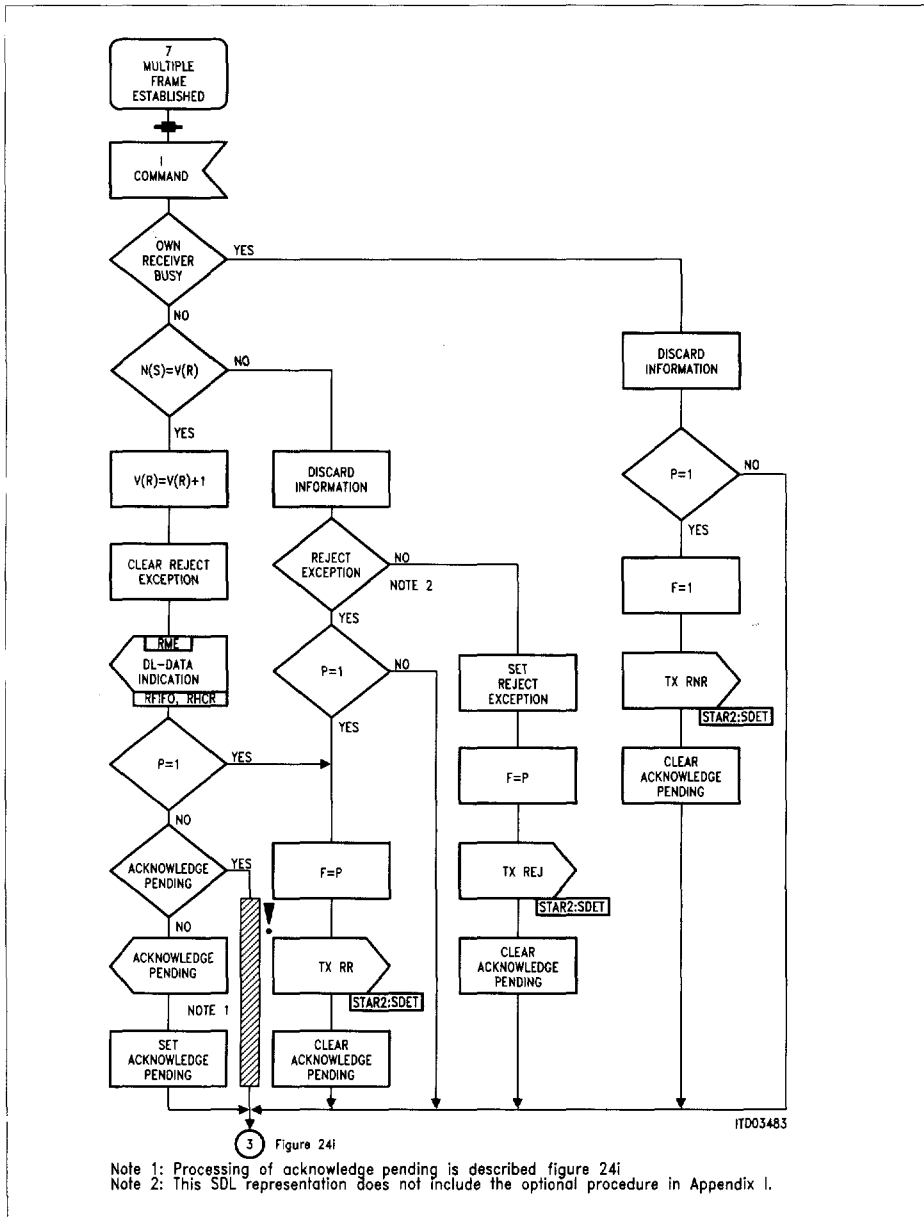 7
MULTIPLE
FRAME
ESTABLISHED
I
COMMAND
OWN
RECEIVER
BUSY
YES
NO
N(S)=V(R)
NO
YES
V(R)=V(R)+1
CLEAR REJECT
EXCEPTION
RME
DL-DATA
INDICATION
RFIFO, RHCR
P=1
YES
NO
ACKNOWLEDGE
PENDING
YES
NO
!
ACKNOWLEDGE
PENDING
NOTE 1
SET
ACKNOWLEDGE
PENDING
DISCARD
INFORMATION
REJECT
EXCEPTION
NO
NOTE 2
YES
P=1
NO
YES
F=P
TX RR
STAR2:SDET
CLEAR
ACKNOWLEDGE
PENDING
SET
REJECT
EXCEPTION
F=P
TX REJ
STAR2:SDET
CLEAR
ACKNOWLEDGE
PENDING
DISCARD
INFORMATION
P=1
NO
YES
F=1
TX RNR
STAR2:SDET
CLEAR
ACKNOWLEDGE
PENDING
ITD03483
3 Figure 24i
Note 1: Processing of acknowledge pending is described figure 24i
Note 2: This SDL representation does not include the optional procedure in Appendix I.